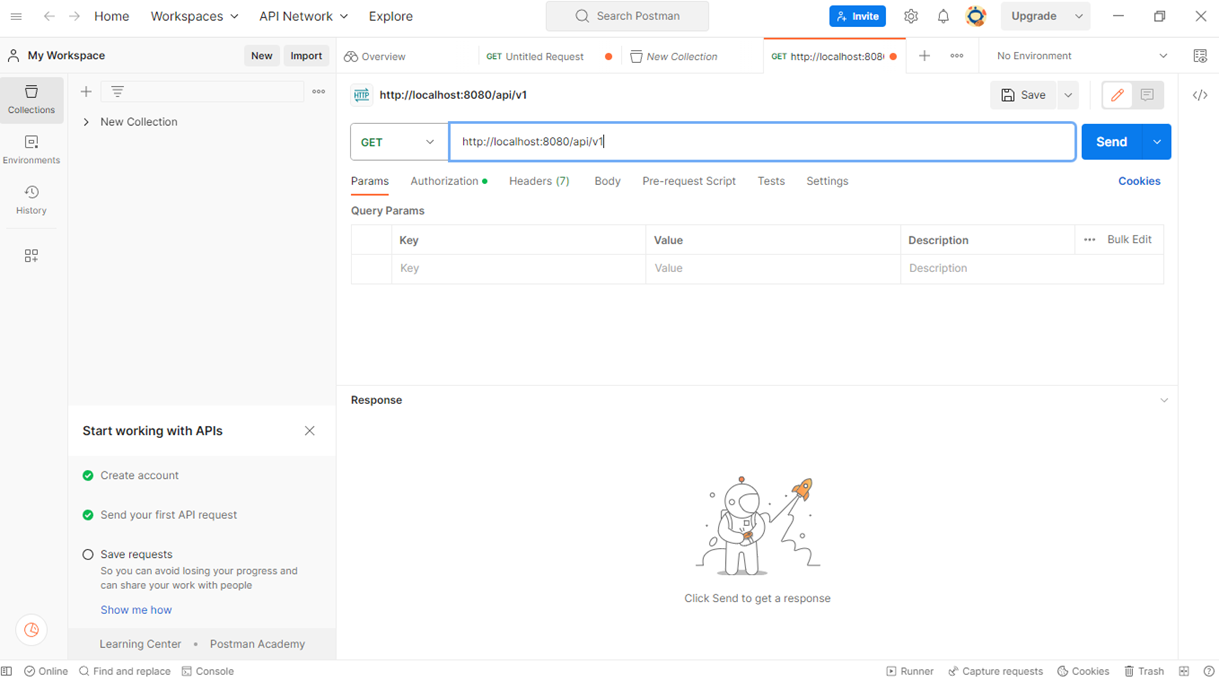 Home Workspaces API Network Explore Search Postman Invite Upgrade
My Workspace New Import Overview GET Untitled Request New Collection GET http://localhost:808 No Environment
Collections
Environments
History
New Collection
HTTP http://localhost:8080/api/v1 Save
GET http://localhost:8080/api/v1 Send
Params Authorization Headers (7) Body Pre-request Script Tests Settings Cookies
Query Params
Key Value Description Bulk Edit
Key Value Description
Response
Click Send to get a response
Start working with APIs
Create account
Send your first API request
Save requests
So you can avoid losing your progress and
can share your work with people
Show me how
Learning Center • Postman Academy
Online Find and replace Console Runner Capture requests Cookies Trash